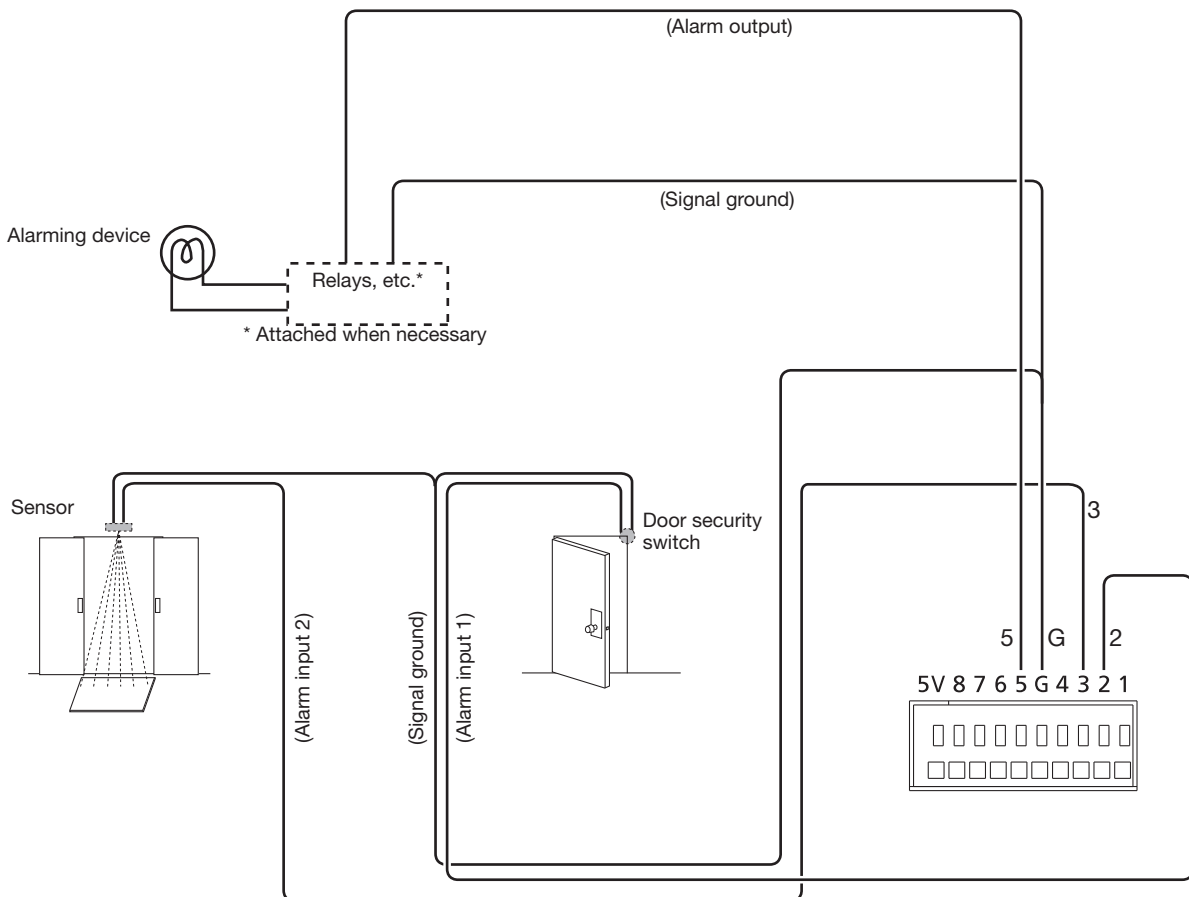 (Alarm output)
(Signal ground)
Alarming device
Relays, etc.*
* Attached when necessary
Sensor
Door security
switch
3
(Alarm input 2)
(Signal ground)
(Alarm input 1)
5 G 2
5V 8 7 6 5 G 4 3 2 1